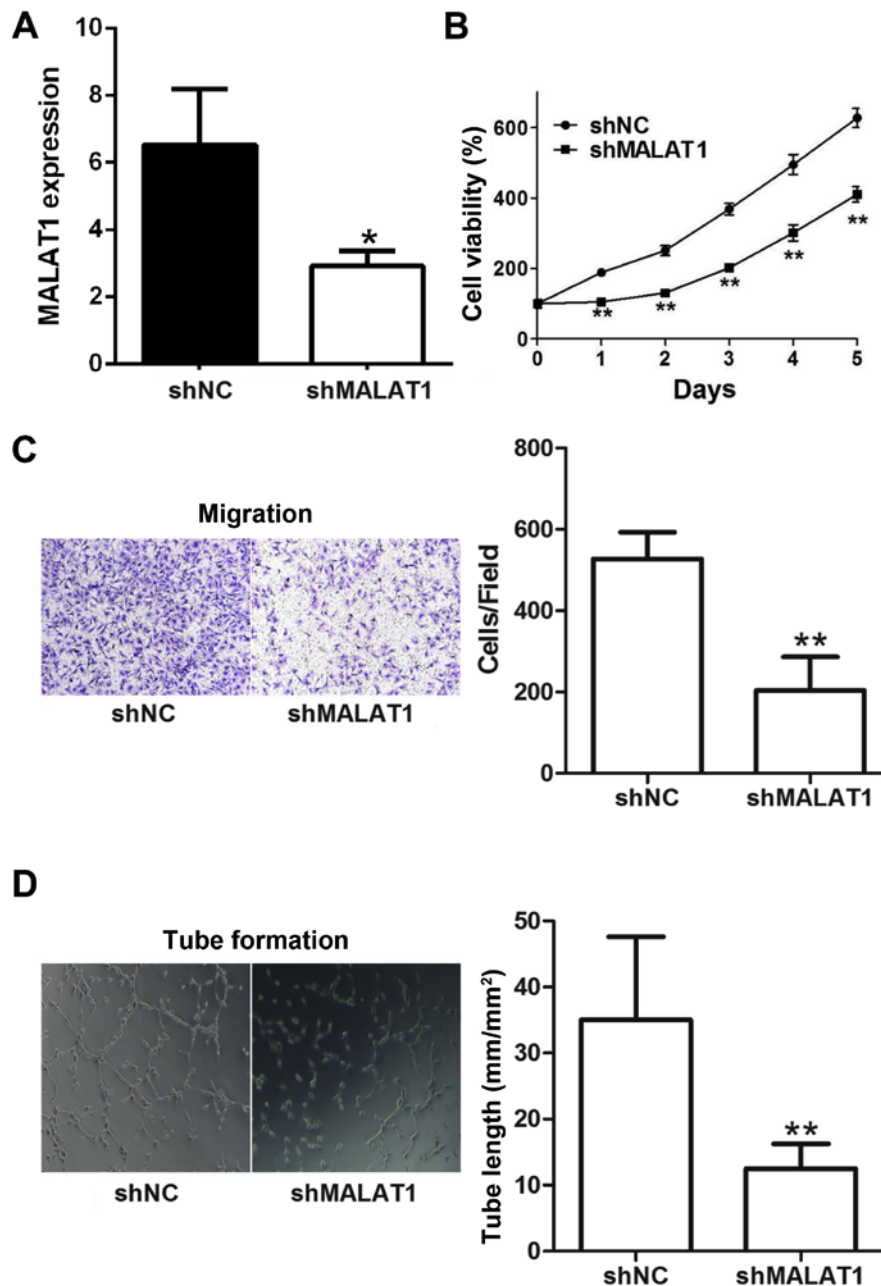 A
MALAT1 expression
10
8
6
4
2
0
*
shNC
shMALAT1
B
Cell viability (%)
600
400
200
0
shNC
shMALAT1
**
**
**
**
**
0 1 2 3 4 5
Days
C
Migration
shNC
shMALAT1
Cells/Field
800
600
400
200
0
**
shNC
shMALAT1
D
Tube formation
shNC
shMALAT1
Tube length (mm/mm²)
50
40
30
20
10
0
**
shNC
shMALAT1